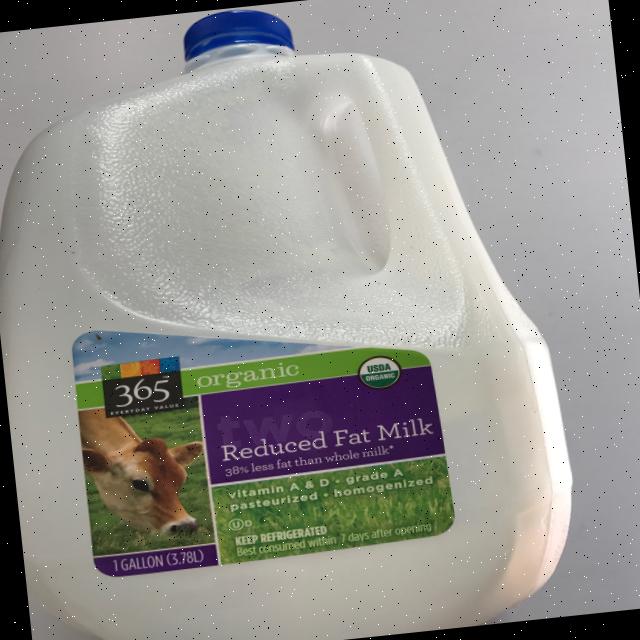 365
EVERYDAY VALUE
organic
USDA
ORGANIC
two
Reduced Fat Milk
38% less fat than whole milk*
vitamin A & D • grade A
pasteurized • homogenized
KEEP REFRIGERATED
Best consumed within 7 days after opening
1 GALLON (3.78L)